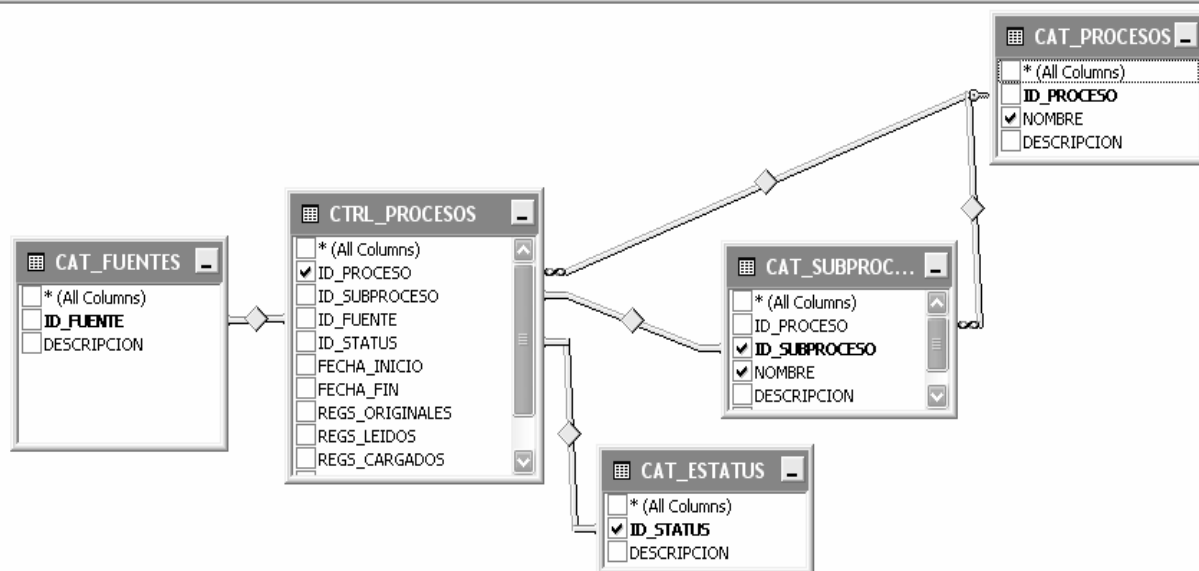 CAT_PROCESOS
* (All Columns)
ID_PROCESO
NOMBRE
DESCRIPCION
CTRL_PROCESOS
* (All Columns)
ID_PROCESO
ID_SUBPROCESO
ID_FUENTE
ID_STATUS
FECHA_INICIO
FECHA_FIN
REGS_ORIGINALES
REGS_LEIDOS
REGS_CARGADOS
CAT_FUENTES
* (All Columns)
ID_FUENTE
DESCRIPCION
CAT_SUBPROC...
* (All Columns)
ID_PROCESO
ID_SUBPROCESO
NOMBRE
DESCRIPCION
CAT_ESTATUS
* (All Columns)
ID_STATUS
DESCRIPCION